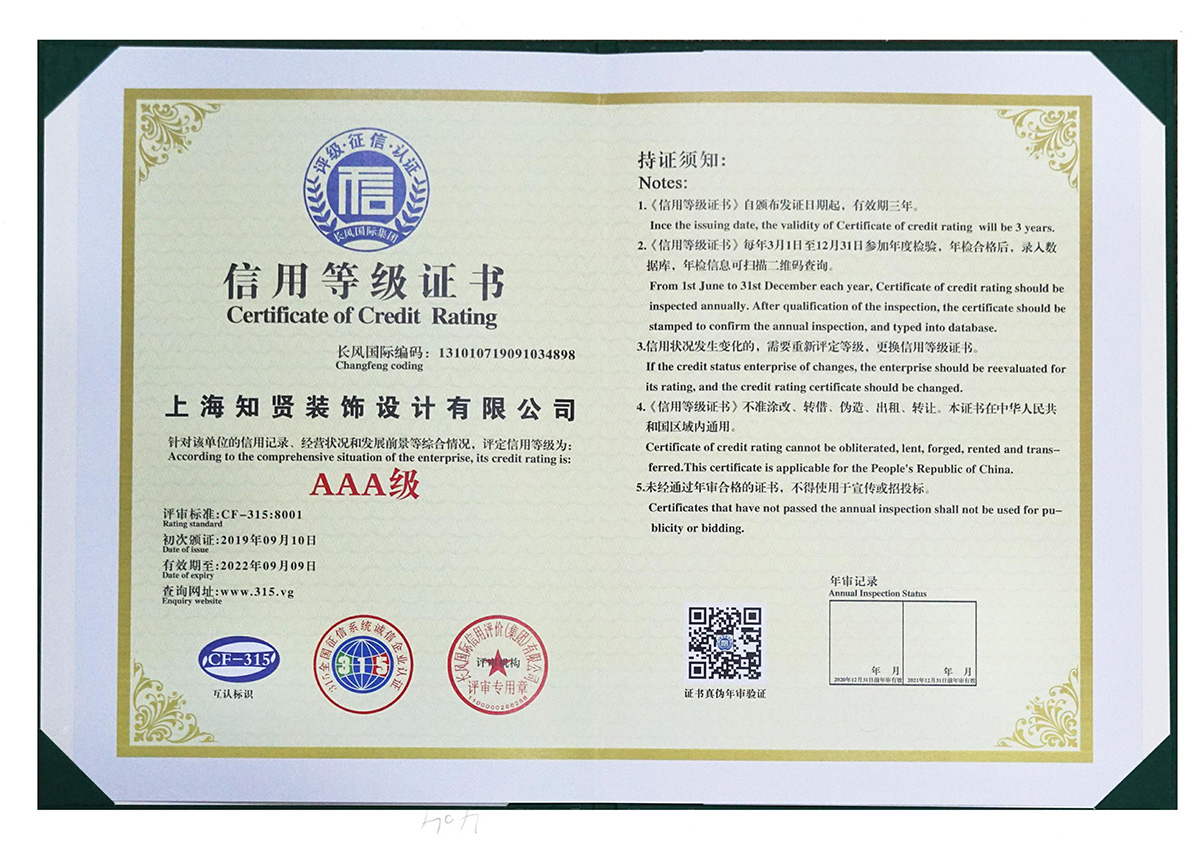 评级·征信·认证
信
长风国际集团
信用等级证书
Certificate of Credit Rating
长风国际编码：131010719091034898
Changfeng coding
上海知贤装饰设计有限公司
针对该单位的信用记录、经营状况和发展前景等综合情况，评定信用等级为：
According to the comprehensive situation of the enterprise, its credit rating is:
AAA级
评审标准:CF-315:8001
Rating standard
初次颁证:2019年09月10日
Date of issue
有效期至:2022年09月09日
Date of expiry
查询网址:www.315.vg
Enquiry website
CF-315
互认标识
315全国征信系统诚信企业认证
315
长风国际信用评价(集团)有限公司
评审机构
评审专用章
持证须知：
Notes:
1.《信用等级证书》自颁布发证日期起，有效期三年。
Ince the issuing date, the validity of Certificate of credit rating will be 3 years.
2.《信用等级证书》每年3月1日至12月31日参加年度检验，年检合格后，录入数
据库，年检信息可扫描二维码查询。
From 1st June to 31st December each year, Certificate of credit rating should be
inspected annually. After qualification of the inspection, the certificate should be
stamped to confirm the annual inspection, and typed into database.
3.信用状况发生变化的，需要重新评定等级，更换信用等级证书。
If the credit status enterprise of changes, the enterprise should be reevaluated for
its rating, and the credit rating certificate should be changed.
4.《信用等级证书》不准涂改、转借、伪造、出租、转让。本证书在中华人民共
和国区域内通用。
Certificate of credit rating cannot be obliterated, lent, forged, rented and trans-
ferred.This certificate is applicable for the People's Republic of China.
5.未经通过年审合格的证书，不得使用于宣传或招投标。
Certificates that have not passed the annual inspection shall not be used for pu-
blicity or bidding.
证书真伪年审验证
年审记录
Annual Inspection Status
年 月
2020年12月31日前年审有效
年 月
2021年12月31日前年审有效